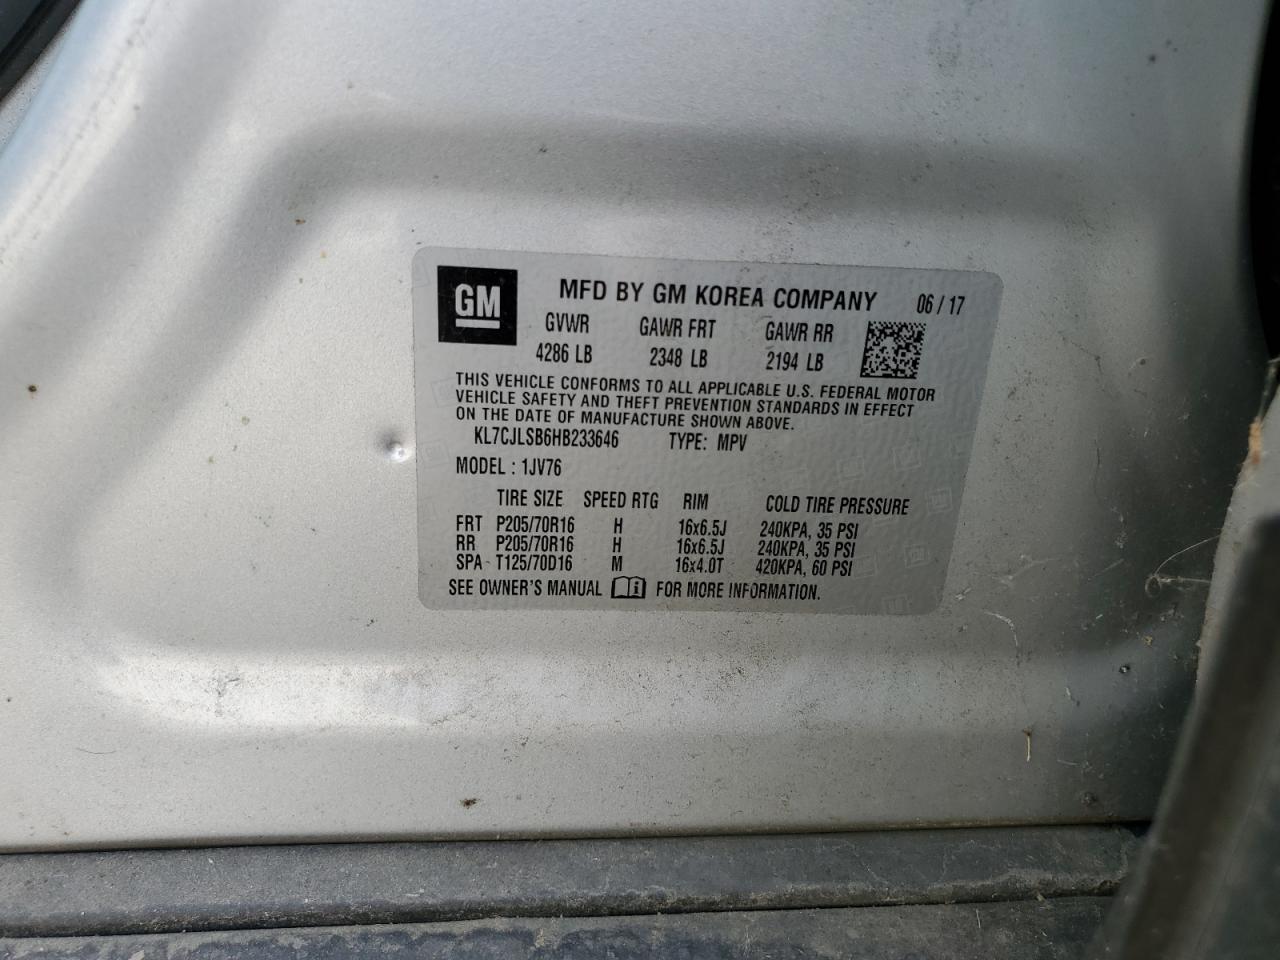 GM MFD BY GM KOREA COMPANY 06 / 17
GVWR GAWR FRT GAWR RR
4286 LB 2348 LB 2194 LB
THIS VEHICLE CONFORMS TO ALL APPLICABLE U.S. FEDERAL MOTOR
VEHICLE SAFETY AND THEFT PREVENTION STANDARDS IN EFFECT
ON THE DATE OF MANUFACTURE SHOWN ABOVE.
KL7CJLSB6HB233646 TYPE: MPV
MODEL : 1JV76
TIRE SIZE SPEED RTG RIM COLD TIRE PRESSURE
FRT P205/70R16 H 16x6.5J 240KPA, 35 PSI
RR P205/70R16 H 16x6.5J 240KPA, 35 PSI
SPA T125/70D16 M 16x4.0T 420KPA, 60 PSI
SEE OWNER'S MANUAL FOR MORE INFORMATION.